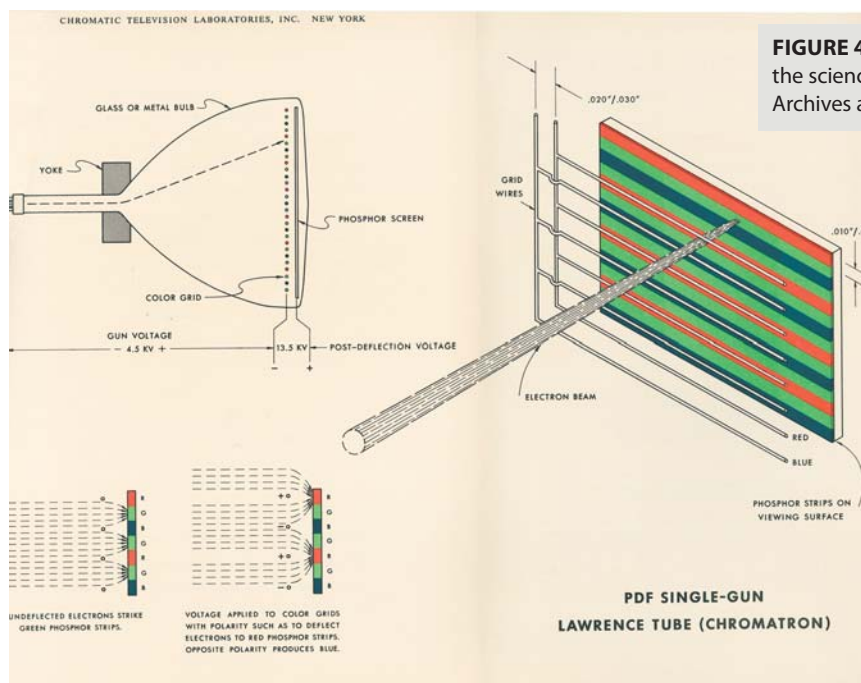 CHROMATIC TELEVISION LABORATORIES, INC. NEW YORK
FIGURE 4
the scienc
Archives a
GLASS OR METAL BULB
YOKE
PHOSPHOR SCREEN
COLOR GRID
GUN VOLTAGE
- 4.5 KV +
13.5 KV
POST-DEFLECTION VOLTAGE
- +
.020"/.030"
GRID
WIRES
.010"/.
ELECTRON BEAM
RED
BLUE
PHOSPHOR STRIPS ON
VIEWING SURFACE
R
G
B
G
R
G
B
UNDEFLECTED ELECTRONS STRIKE
GREEN PHOSPHOR STRIPS.
+
-
+
-
R
G
B
G
R
G
B
VOLTAGE APPLIED TO COLOR GRIDS
WITH POLARITY SUCH AS TO DEFLECT
ELECTRONS TO RED PHOSPHOR STRIPS.
OPPOSITE POLARITY PRODUCES BLUE.
PDF SINGLE-GUN
LAWRENCE TUBE (CHROMATRON)